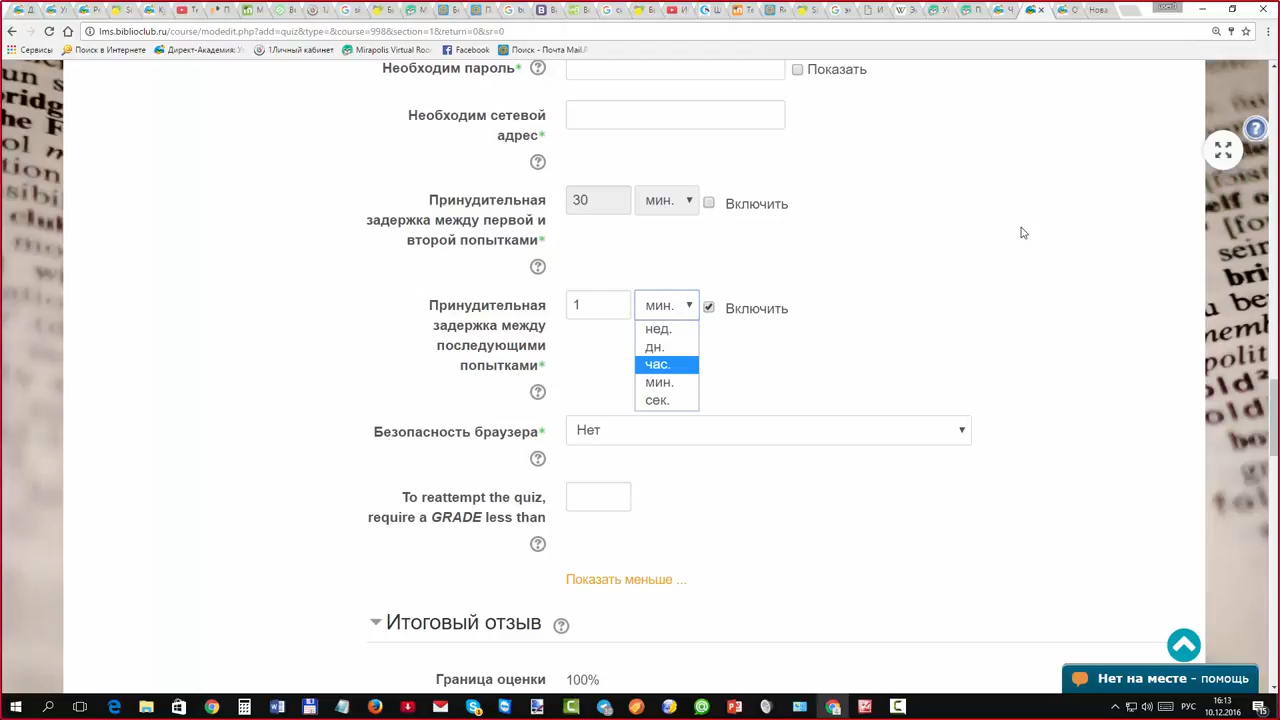 lms.biblioclub.ru/course/modedit.php?add=quiz&type=&course=998&section=1&return=0&sr=0
Сервисы Поиск в Интернете Директ-Академия: 1Личный кабинет Mirapolis Virtual Roo Facebook Поиск - Почта Mail.R
Необходим пароль* Показать
Необходим сетевой
адрес*
Принудительная
задержка между первой и
второй попытками*
30 мин. Включить
Принудительная
задержка между
последующими
попытками*
1 мин. Включить
нед.
дн.
час.
мин.
сек.
Безопасность браузера* Нет
To reattempt the quiz,
require a GRADE less than
Показать меньше ...
Итоговый отзыв
Граница оценки 100%
Нет на месте - помощь
РУС
16:13
10.12.2016